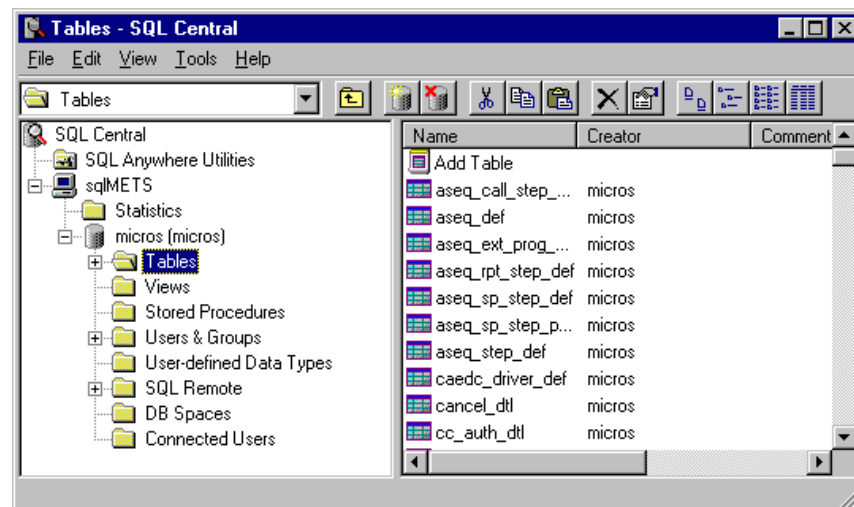 Tables - SQL Central
File Edit View Tools Help
Tables
SQL Central
SQL Anywhere Utilities
sqlMETS
Statistics
micros (micros)
Tables
Views
Stored Procedures
Users & Groups
User-defined Data Types
SQL Remote
DB Spaces
Connected Users
Name Creator Comment
Add Table
aseq_call_step_... micros
aseq_def micros
aseq_ext_prog_... micros
aseq_rpt_step_def micros
aseq_sp_step_def micros
aseq_sp_step_p... micros
aseq_step_def micros
caedc_driver_def micros
cancel_dtl micros
cc_auth_dtl micros